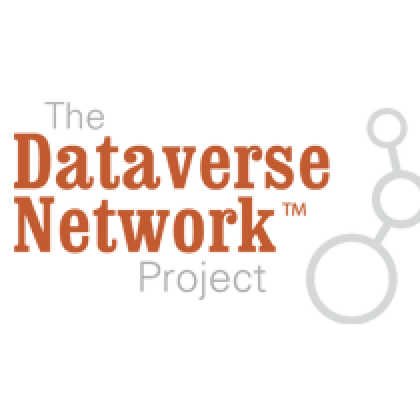 The
Dataverse
Network™
Project